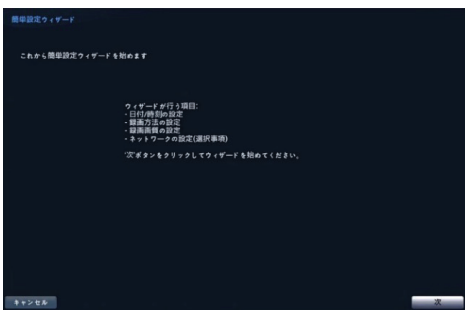 簡単設定ウィザード
これから簡単設定ウィザードを始めます
ウィザードが行う項目:
- 日付/時刻の設定
- 録画方法の設定
- 録画画質の設定
- ネットワークの設定(選択事項)
'次'ボタンをクリックしてウィザードを始めてください。
キャンセル
次